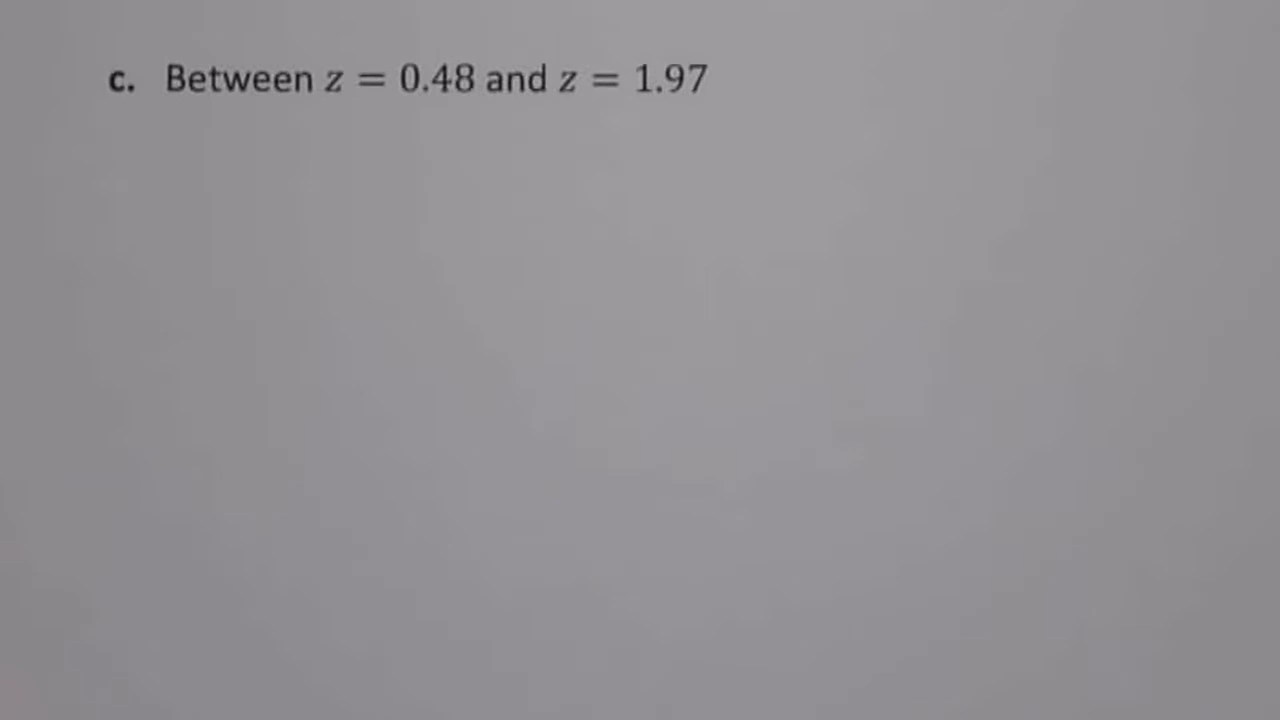 c. Between z = 0.48 and z = 1.97